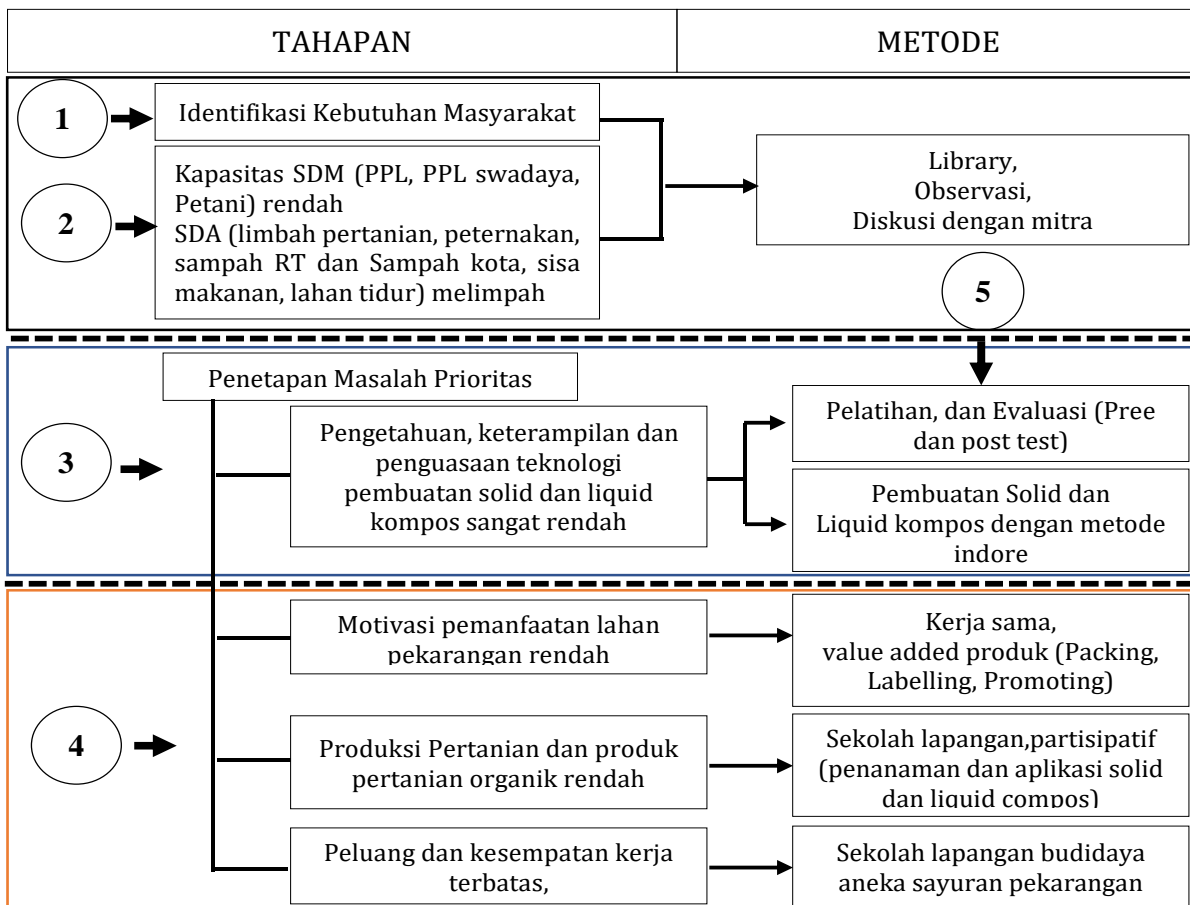 TAHAPAN
METODE
1
Identifikasi Kebutuhan Masyarakat
2
Kapasitas SDM (PPL, PPL swadaya,
Petani) rendah
SDA (limbah pertanian, peternakan,
sampah RT dan Sampah kota, sisa
makanan, lahan tidur) melimpah
Library,
Observasi,
Diskusi dengan mitra
5
3
Penetapan Masalah Prioritas
Pengetahuan, keterampilan dan
penguasaan teknologi
pembuatan solid dan liquid
kompos sangat rendah
Pelatihan, dan Evaluasi (Pree
dan post test)
Pembuatan Solid dan
Liquid kompos dengan metode
indore
4
Motivasi pemanfaatan lahan
pekarangan rendah
Kerja sama,
value added produk (Packing,
Labelling, Promoting)
Produksi Pertanian dan produk
pertanian organik rendah
Sekolah lapangan,partisipatif
(penanaman dan aplikasi solid
dan liquid compos)
Peluang dan kesempatan kerja
terbatas,
Sekolah lapangan budidaya
aneka sayuran pekarangan